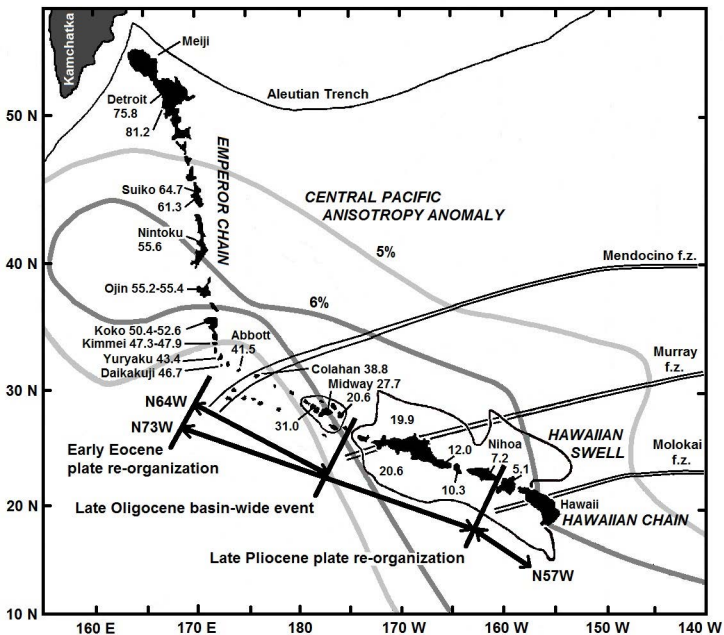 Kamchatka
Meiji
Aleutian Trench
Detroit
75.8
81.2
50 N
EMPEROR CHAIN
Suiko 64.7
61.3
CENTRAL PACIFIC
ANISOTROPY ANOMALY
Nintoku
55.6
5%
40 N
Mendocino f.z.
Ojin 55.2-55.4
6%
Koko 50.4-52.6
Kimmei 47.3-47.9
Abbott
41.5
Yuryaku 43.4
Daikakuji 46.7
Murray
f.z.
Colahan 38.8
Midway 27.7
20.6
30 N
N64W
31.0
19.9
N73W
HAWAIIAN
SWELL
Nihoa
7.2
12.0
Molokai
f.z.
Early Eocene
plate re-organization
20.6
10.3
5.1
Late Oligocene basin-wide event
Hawaii
20 N
HAWAIIAN CHAIN
Late Pliocene plate re-organization
N57W
10 N
160 E
170 E
180
170 W
160 W
150 W
140 W